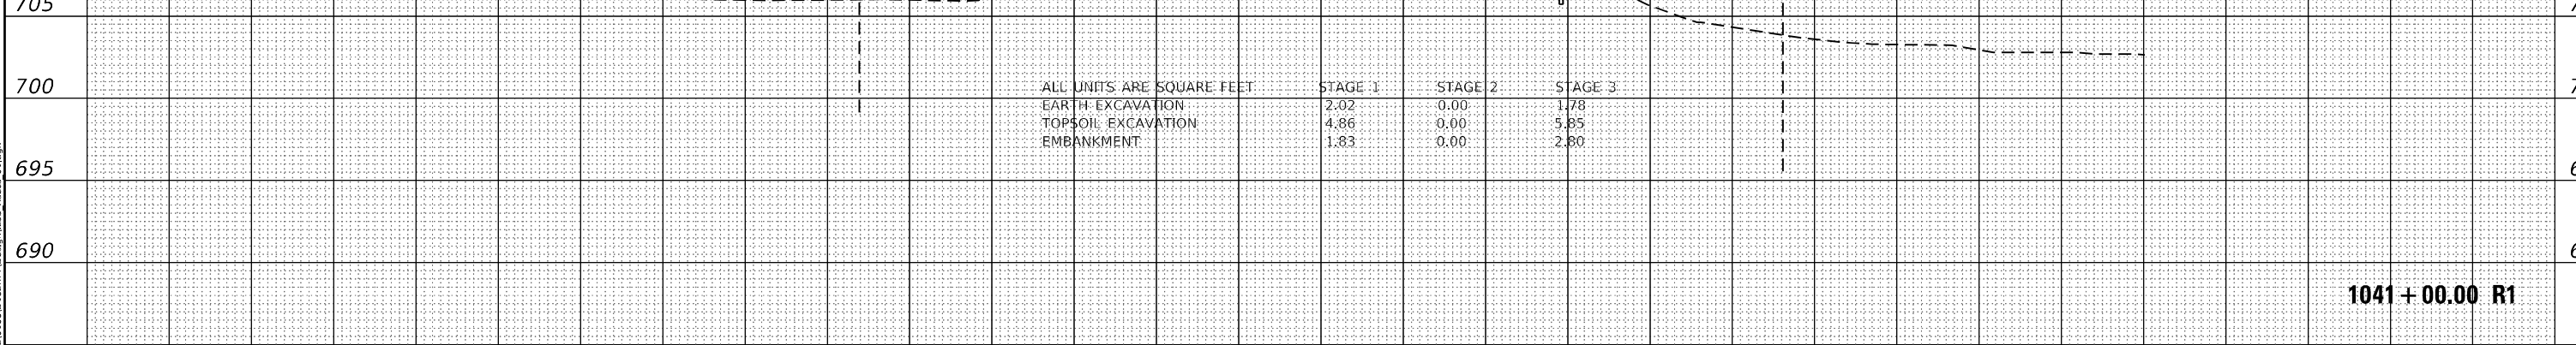 705
700
ALL UNITS ARE SQUARE FEET STAGE 1 STAGE 2 STAGE 3
EARTH EXCAVATION 2.02 0.00 1.78
TOPSOIL EXCAVATION 4.86 0.00 5.85
EMBANKMENT 1.83 0.00 2.80
695
690
1041+00.00 R1